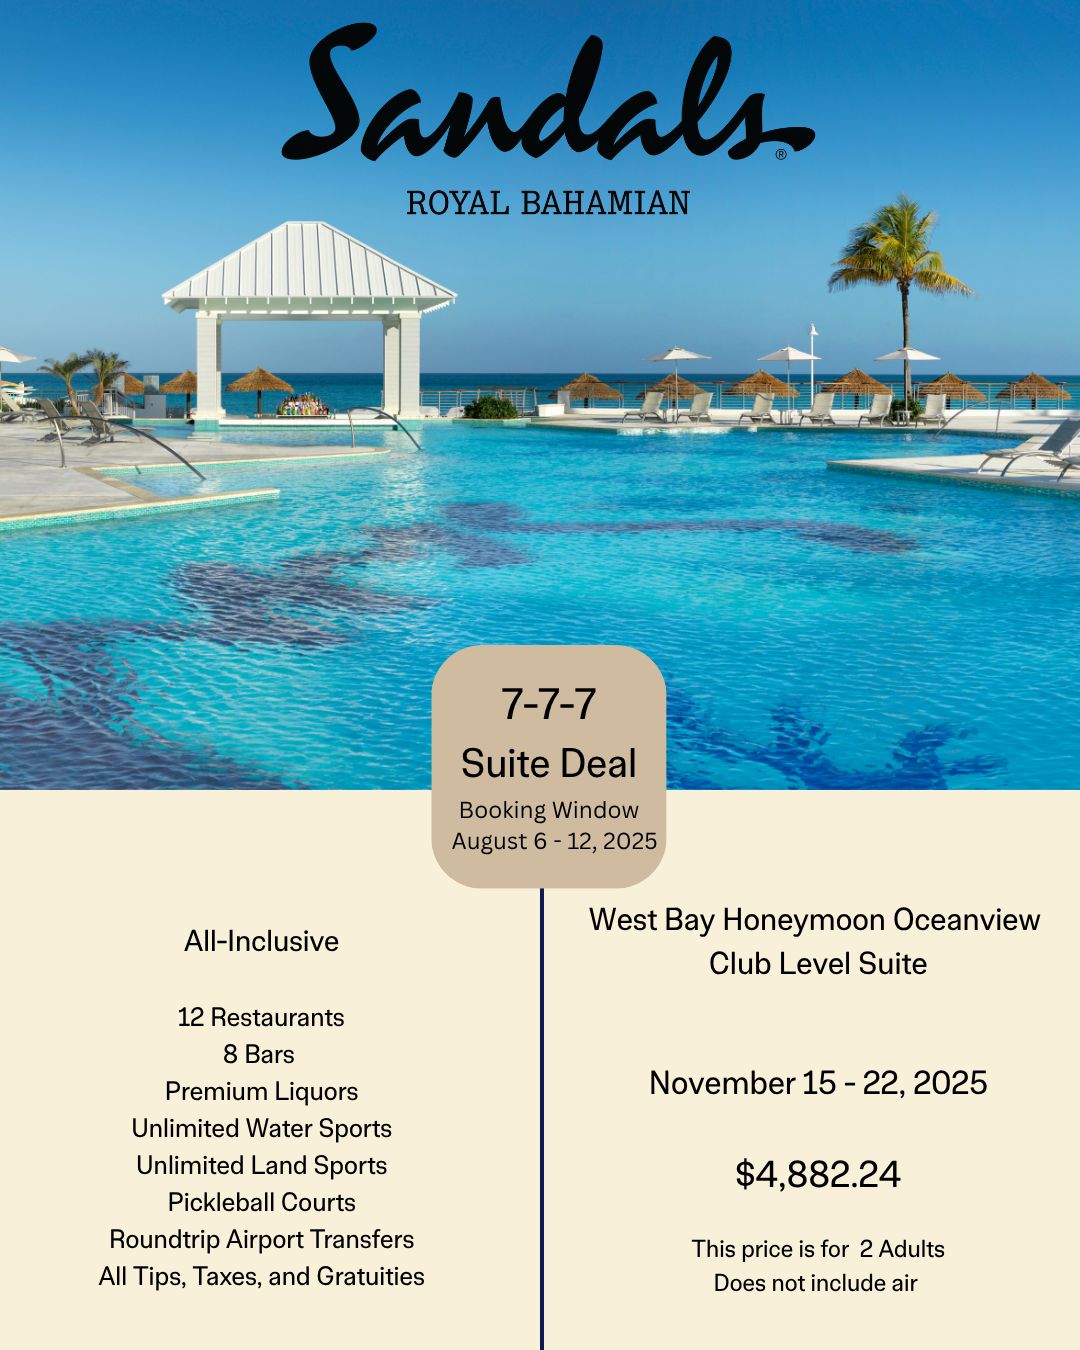 Sandals®
ROYAL BAHAMIAN
7-7-7
Suite Deal
Booking Window
August 6 - 12, 2025
All-Inclusive
12 Restaurants
8 Bars
Premium Liquors
Unlimited Water Sports
Unlimited Land Sports
Pickleball Courts
Roundtrip Airport Transfers
All Tips, Taxes, and Gratuities
West Bay Honeymoon Oceanview
Club Level Suite
November 15 - 22, 2025
$4,882.24
This price is for 2 Adults
Does not include air